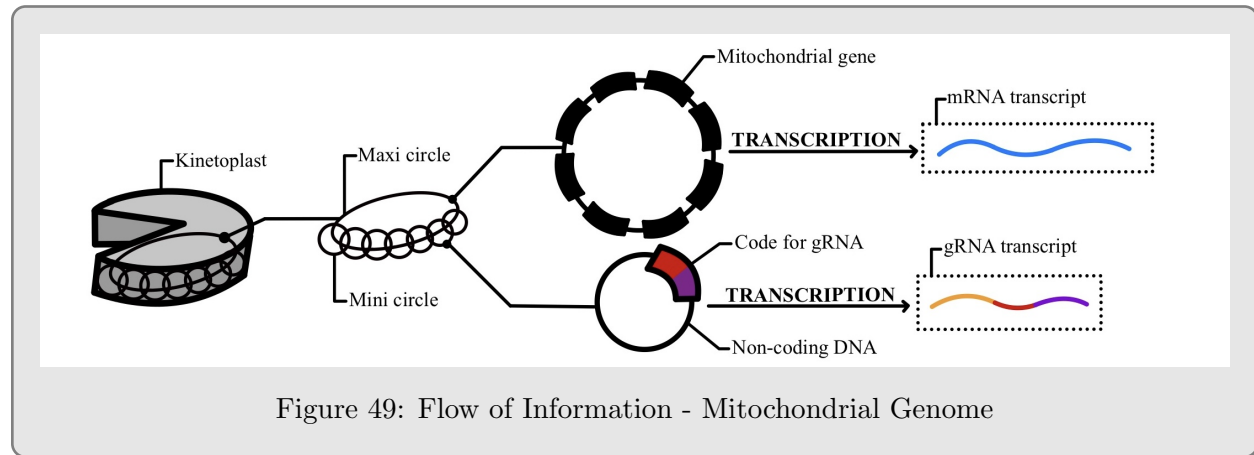 Mitochondrial gene
mRNA transcript
TRANSCRIPTION
Kinetoplast
Maxi circle
Mini circle
Code for gRNA
gRNA transcript
TRANSCRIPTION
Non-coding DNA
Figure 49: Flow of Information - Mitochondrial Genome